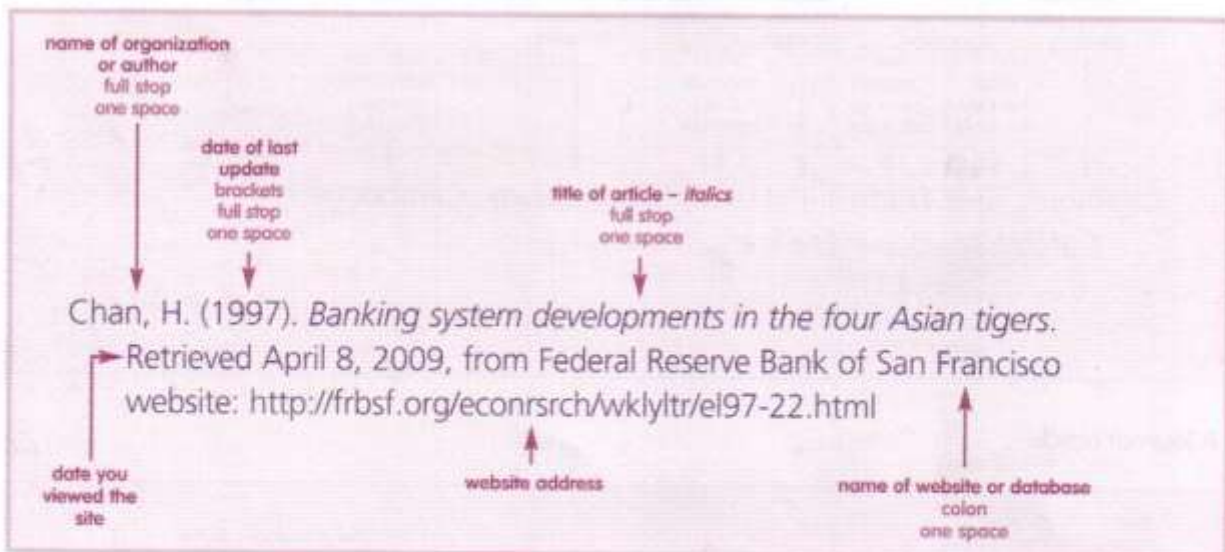 name of organization
or author
full stop
one space
date of last
update
brackets
full stop
one space
title of article – italics
full stop
one space
Chan, H. (1997). Banking system developments in the four Asian tigers.
Retrieved April 8, 2009, from Federal Reserve Bank of San Francisco
website: http://frbsf.org/econrsrch/wklyltr/el97-22.html
date you
viewed the
site
website address
name of website or database
colon
one space